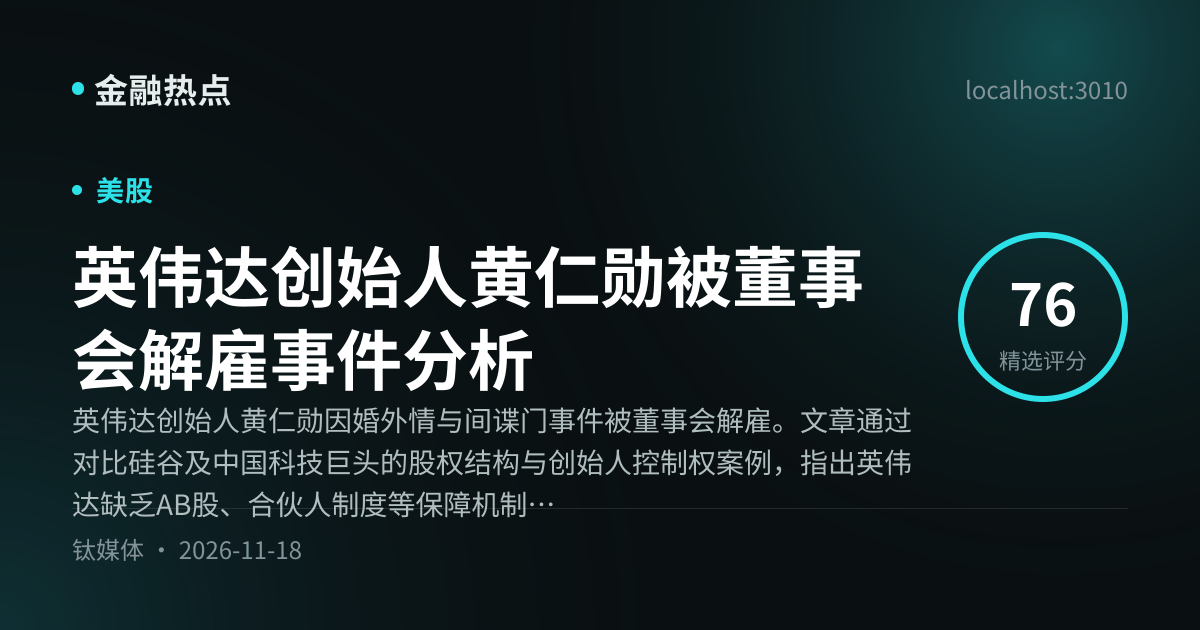 金融热点
localhost:3010
美股
英伟达创始人黄仁勋被董事
会解雇事件分析
76
精选评分
英伟达创始人黄仁勋因婚外情与间谍门事件被董事会解雇。文章通过
对比硅谷及中国科技巨头的股权结构与创始人控制权案例，指出英伟
达缺乏AB股、合伙人制度等保障机制…
钛媒体 • 2026-11-18